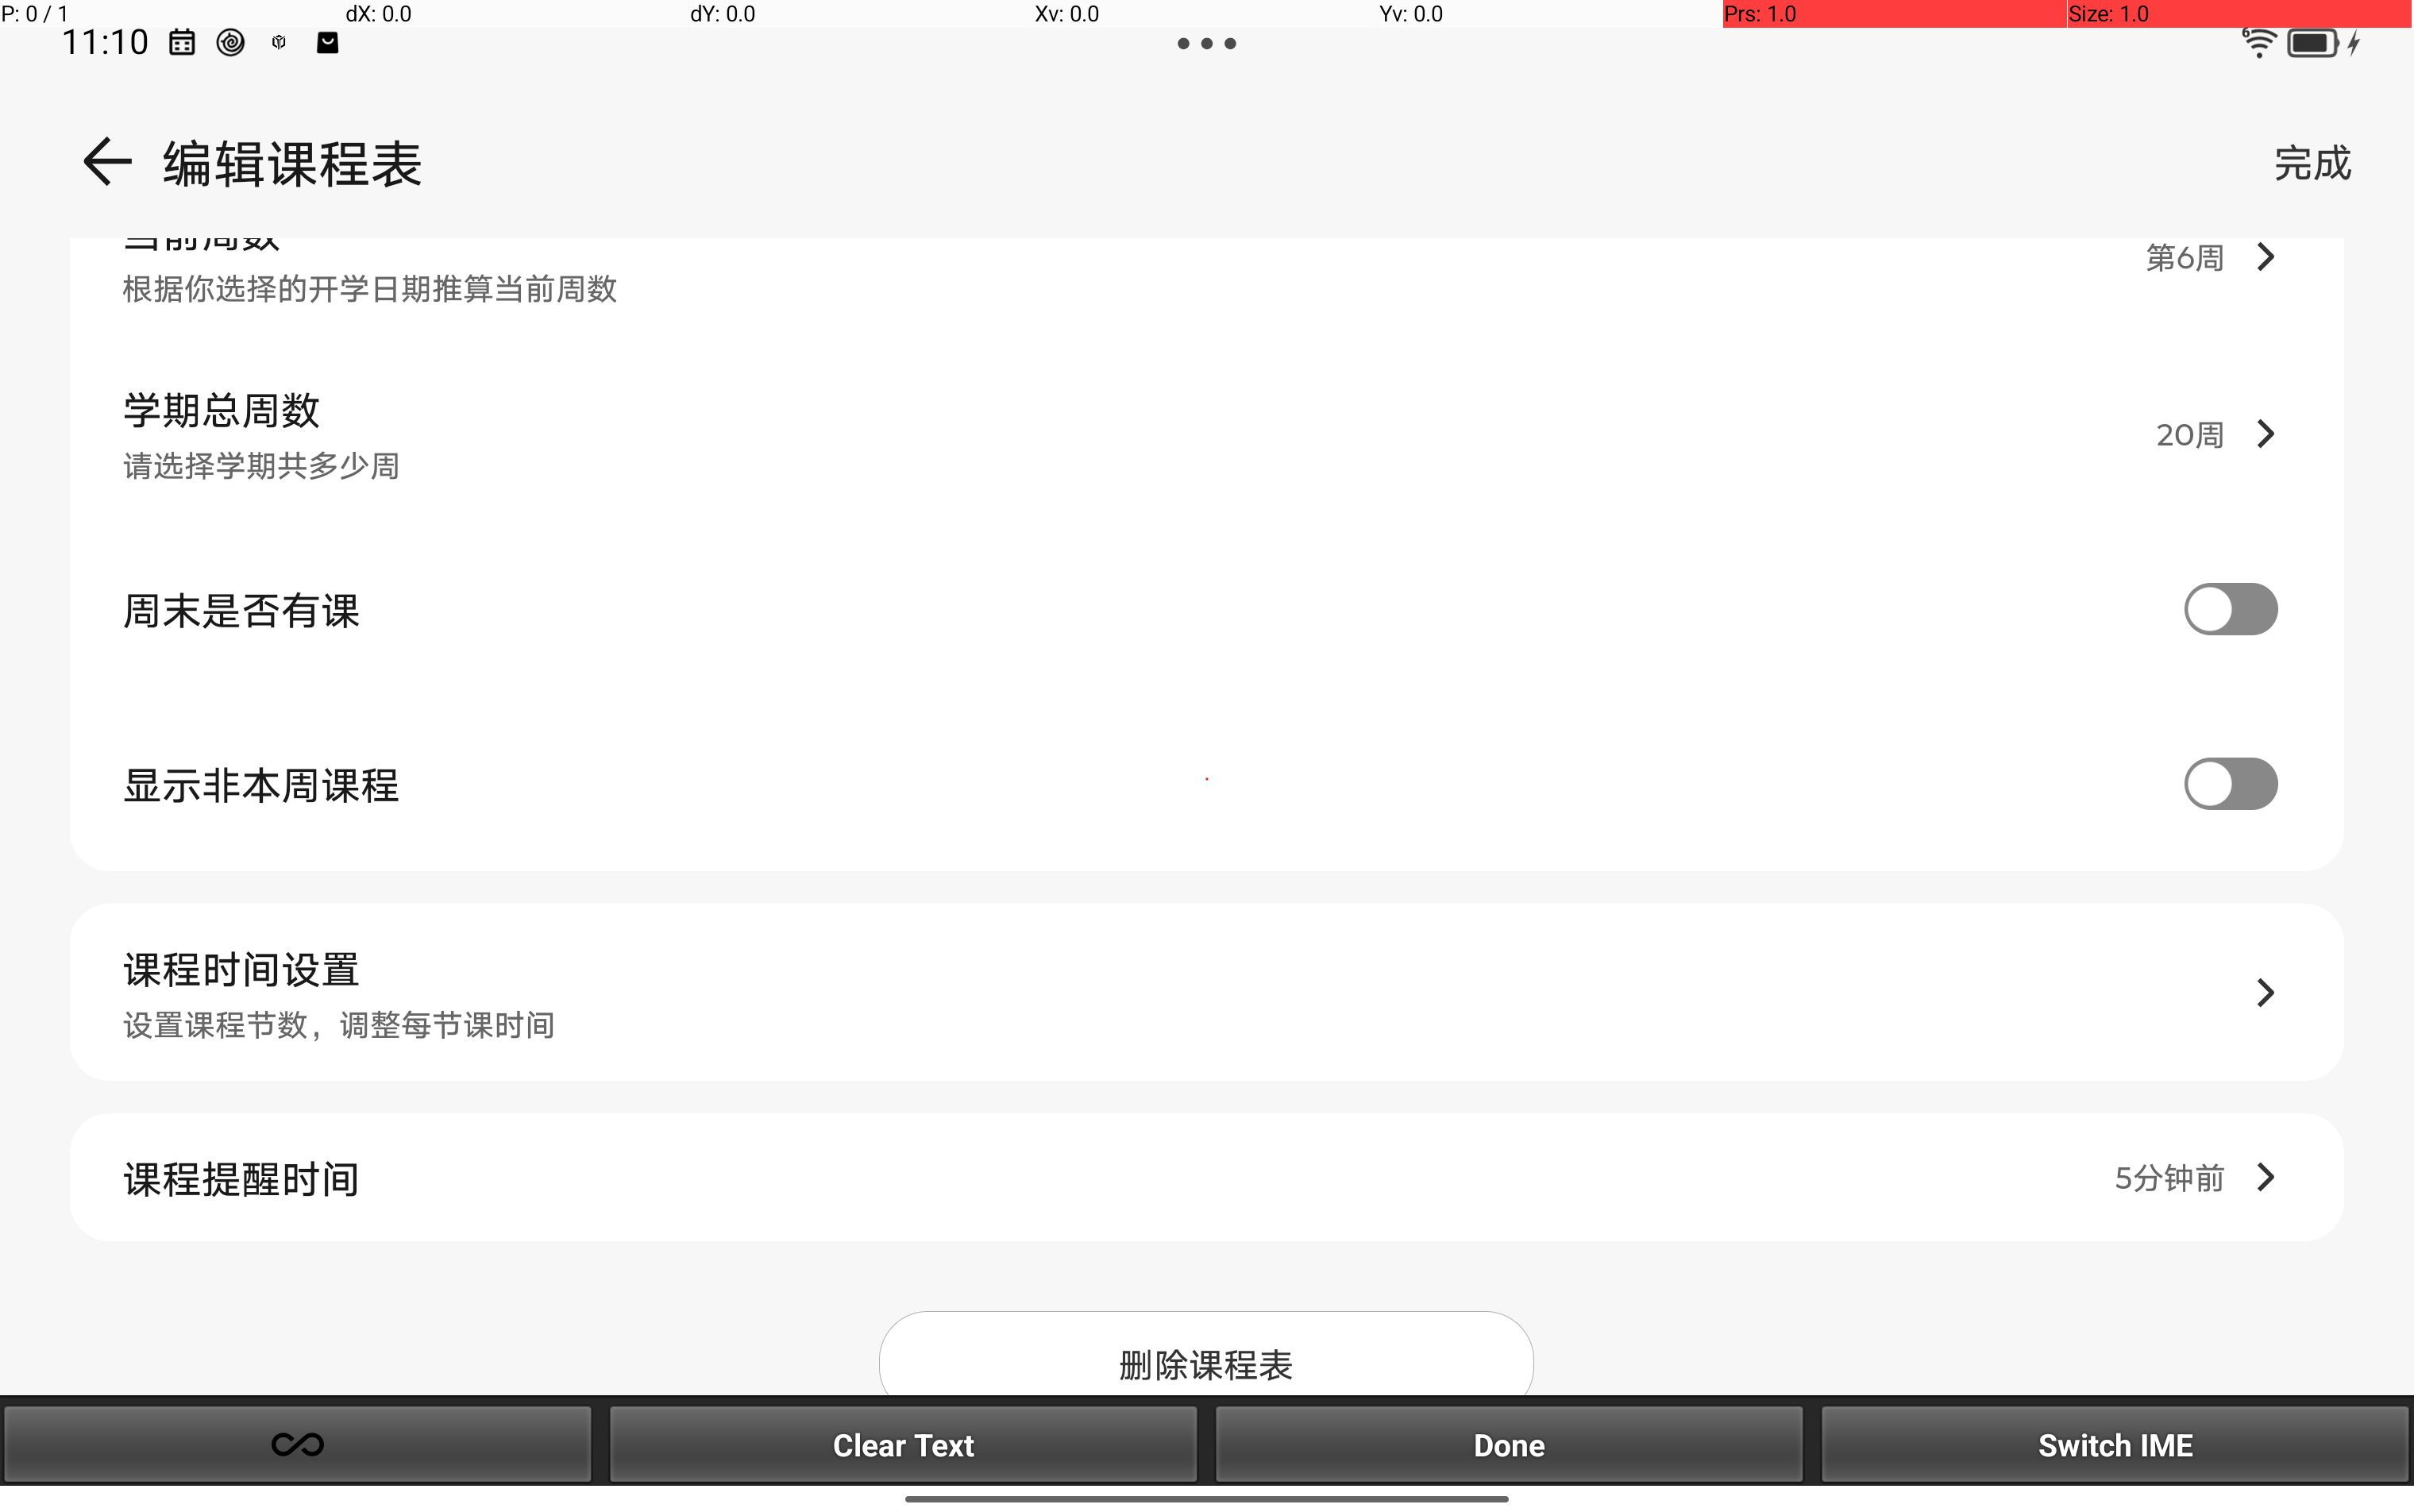 P: 0 / 1 dX: 0.0 dY: 0.0 Xv: 0.0 Yv: 0.0 Prs: 1.0 Size: 1.0
11:10 6
编辑课程表 完成
当前周数
第6周
根据你选择的开学日期推算当前周数
学期总周数
20周
请选择学期共多少周
周末是否有课
显示非本周课程
课程时间设置
设置课程节数，调整每节课时间
课程提醒时间 5分钟前
删除课程表
Clear Text Done Switch IME